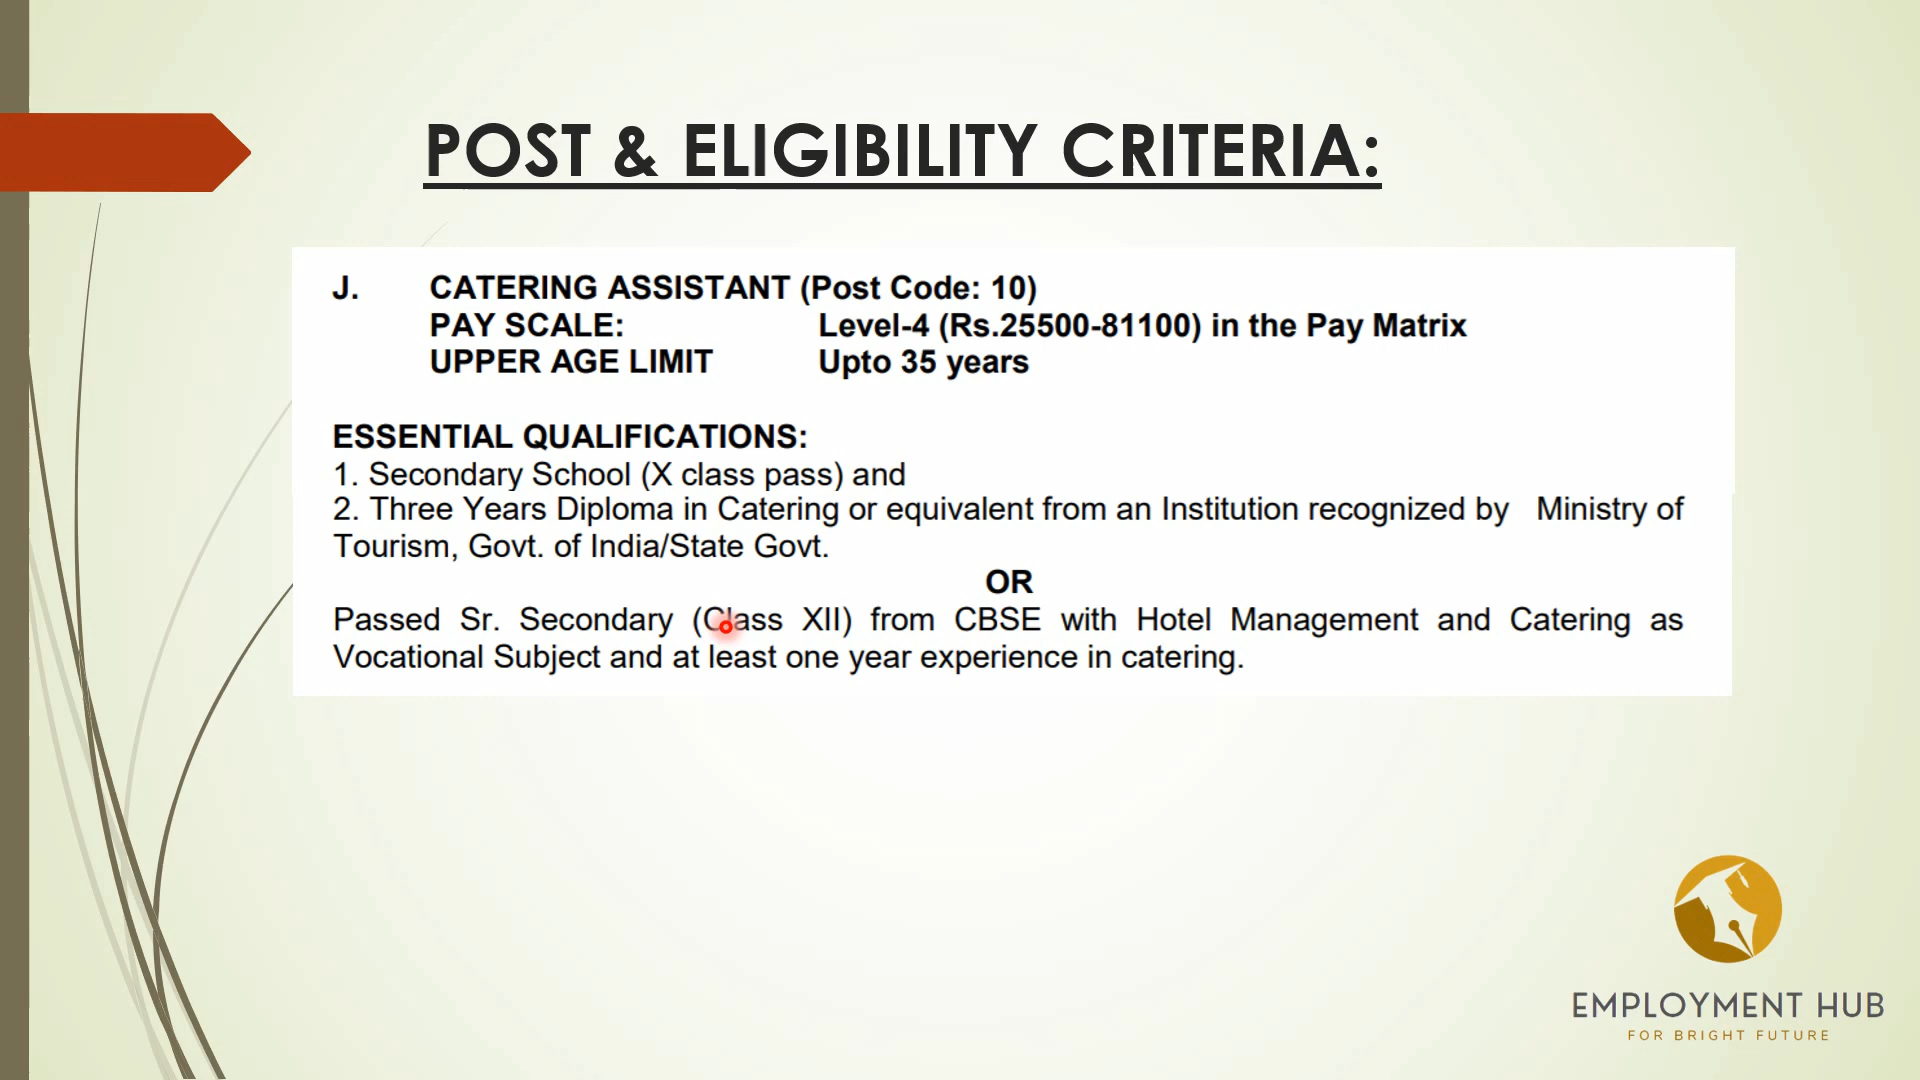 POST & ELIGIBILITY CRITERIA:
J. CATERING ASSISTANT (Post Code: 10)
PAY SCALE: Level-4 (Rs.25500-81100) in the Pay Matrix
UPPER AGE LIMIT Upto 35 years
ESSENTIAL QUALIFICATIONS:
1. Secondary School (X class pass) and
2. Three Years Diploma in Catering or equivalent from an Institution recognized by Ministry of
Tourism, Govt. of India/State Govt.
OR
Passed Sr. Secondary (Class XII) from CBSE with Hotel Management and Catering as
Vocational Subject and at least one year experience in catering.
EMPLOYMENT HUB
FOR BRIGHT FUTURE